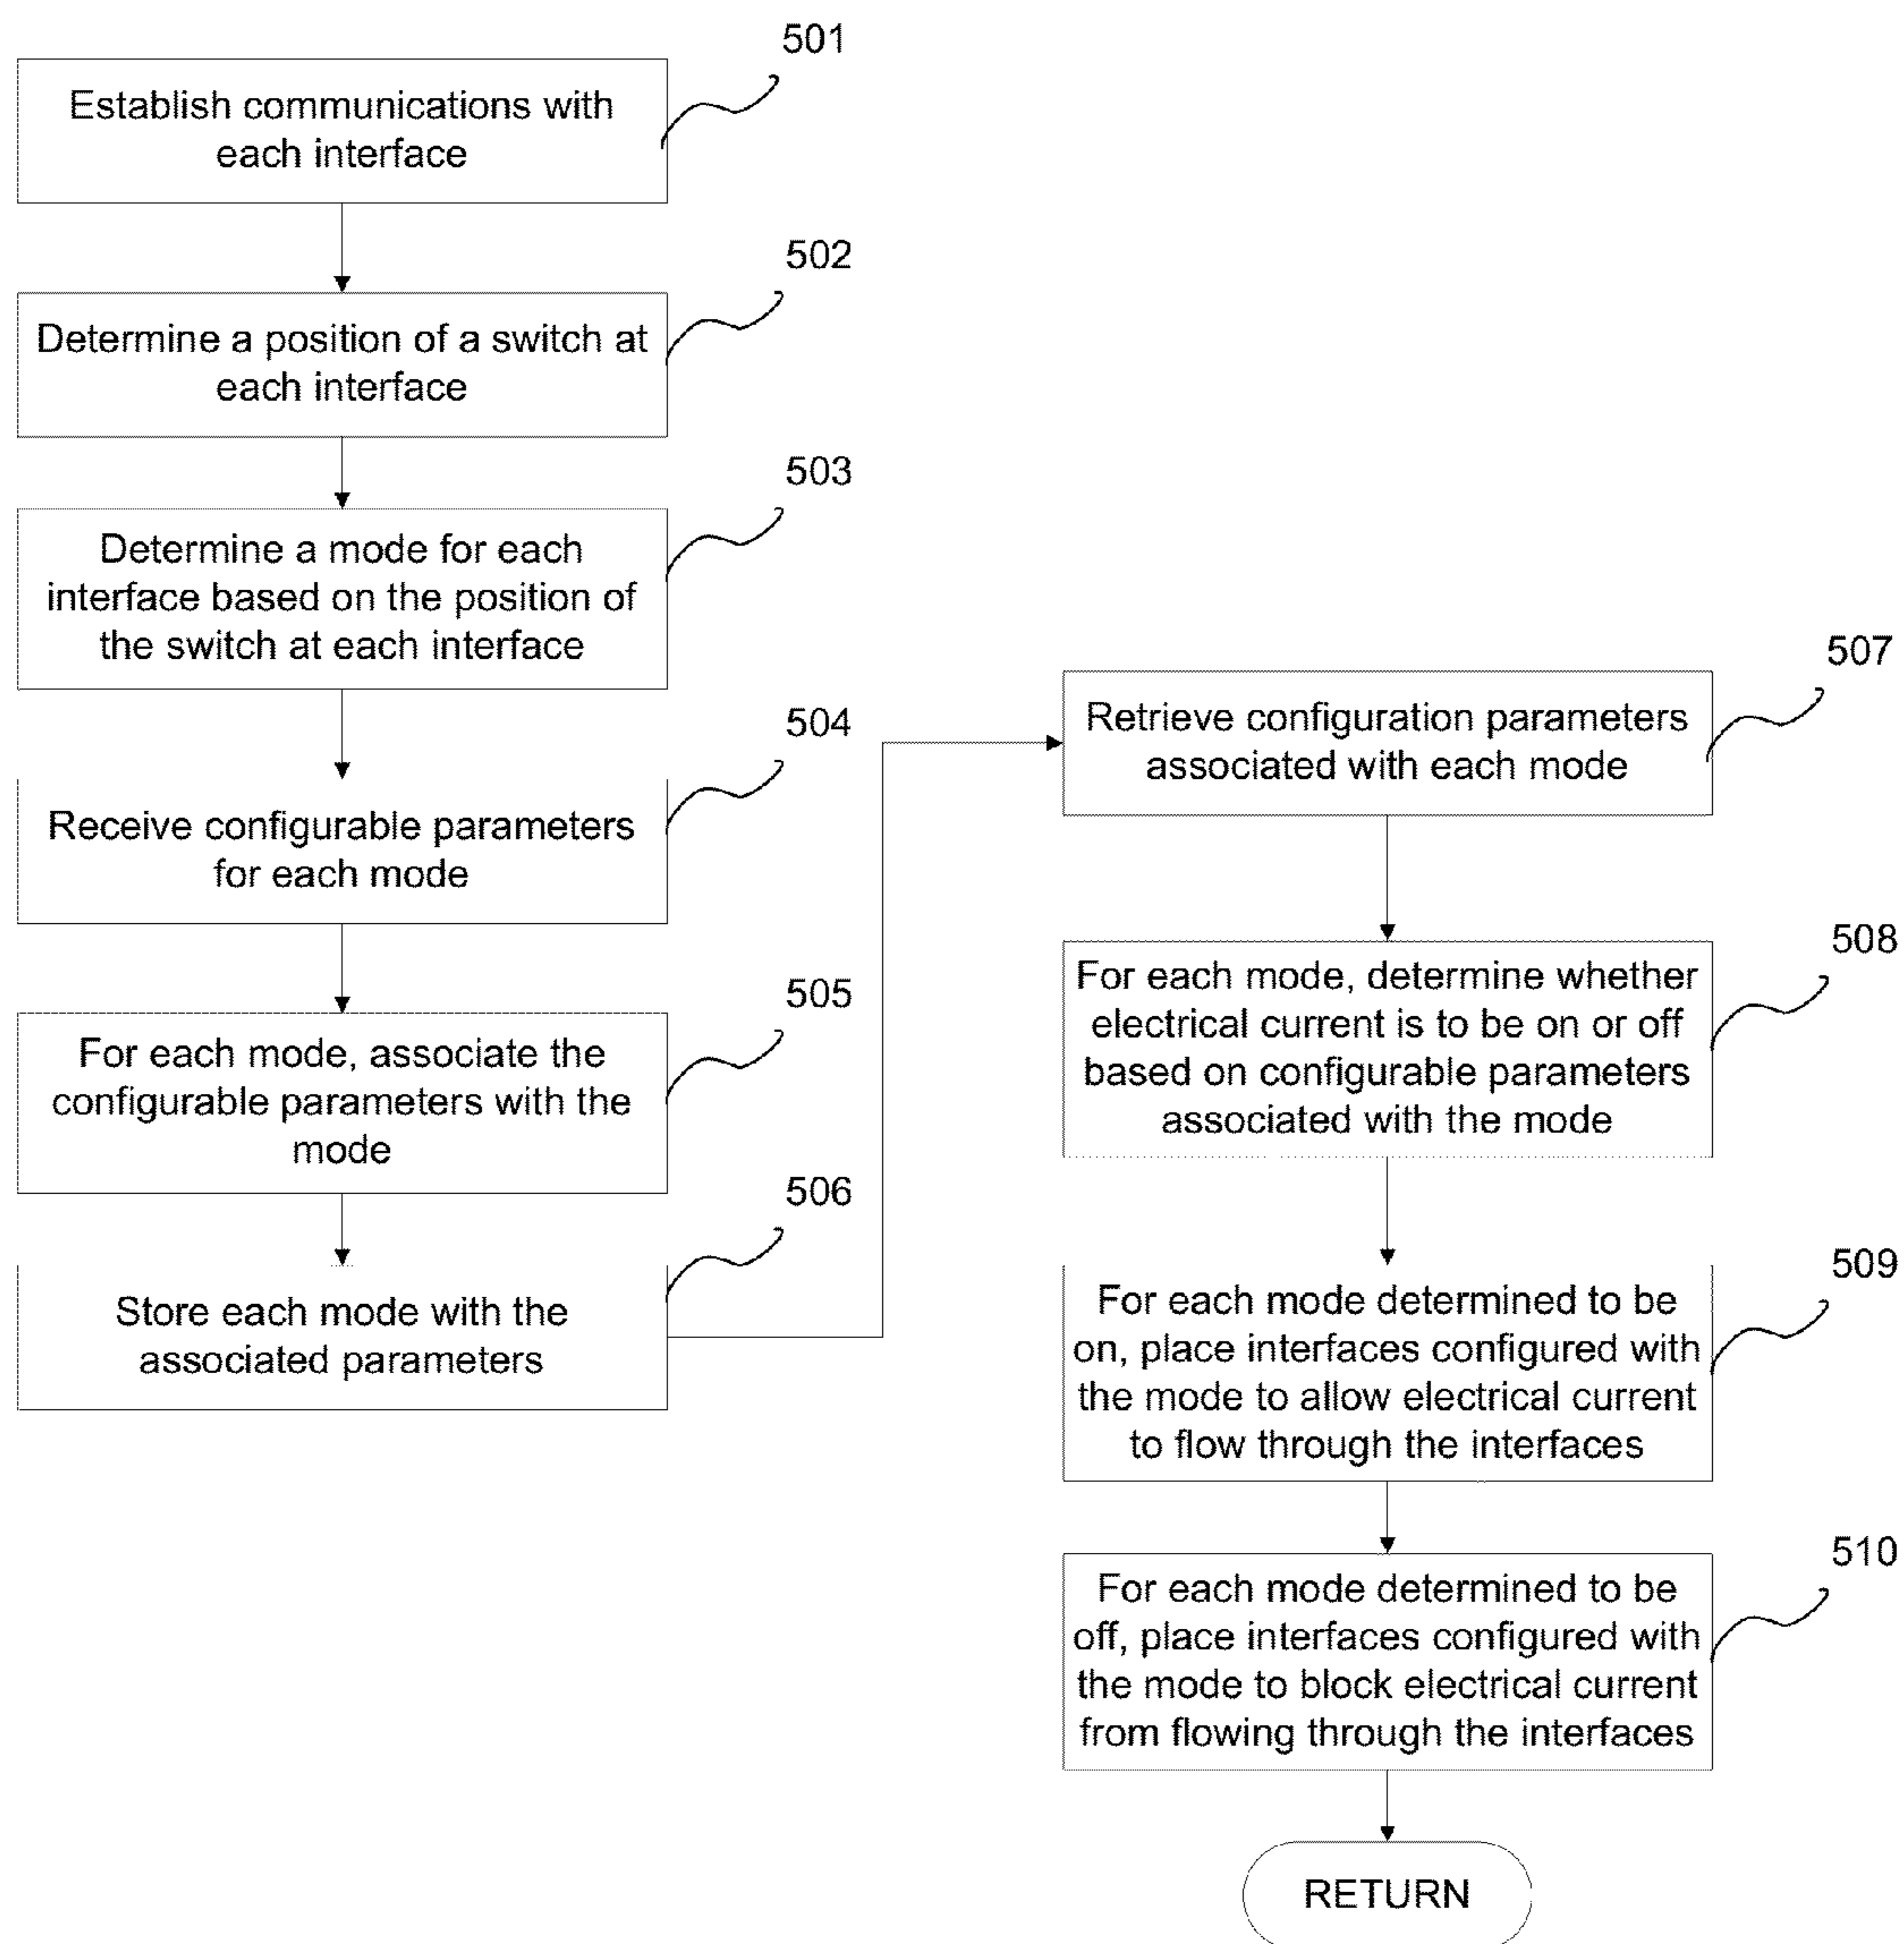 501
Establish communications with
each interface
502
Determine a position of a switch at
each interface
503
Determine a mode for each
interface based on the position of
the switch at each interface
504
Receive configurable parameters
for each mode
505
For each mode, associate the
configurable parameters with the
mode
506
Store each mode with the
associated parameters
507
Retrieve configuration parameters
associated with each mode
508
For each mode, determine whether
electrical current is to be on or off
based on configurable parameters
associated with the mode
509
For each mode determined to be
on, place interfaces configured with
the mode to allow electrical current
to flow through the interfaces
510
For each mode determined to be
off, place interfaces configured with
the mode to block electrical current
from flowing through the interfaces
RETURN